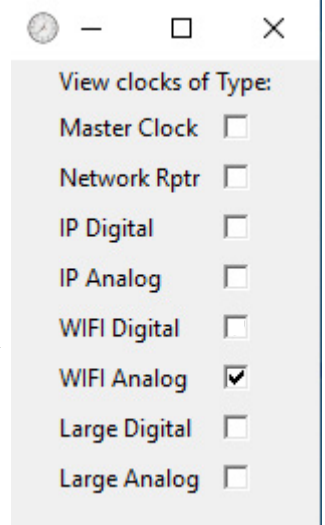 View clocks of Type:
Master Clock
Network Rptr
IP Digital
IP Analog
WIFI Digital
WIFI Analog
Large Digital
Large Analog